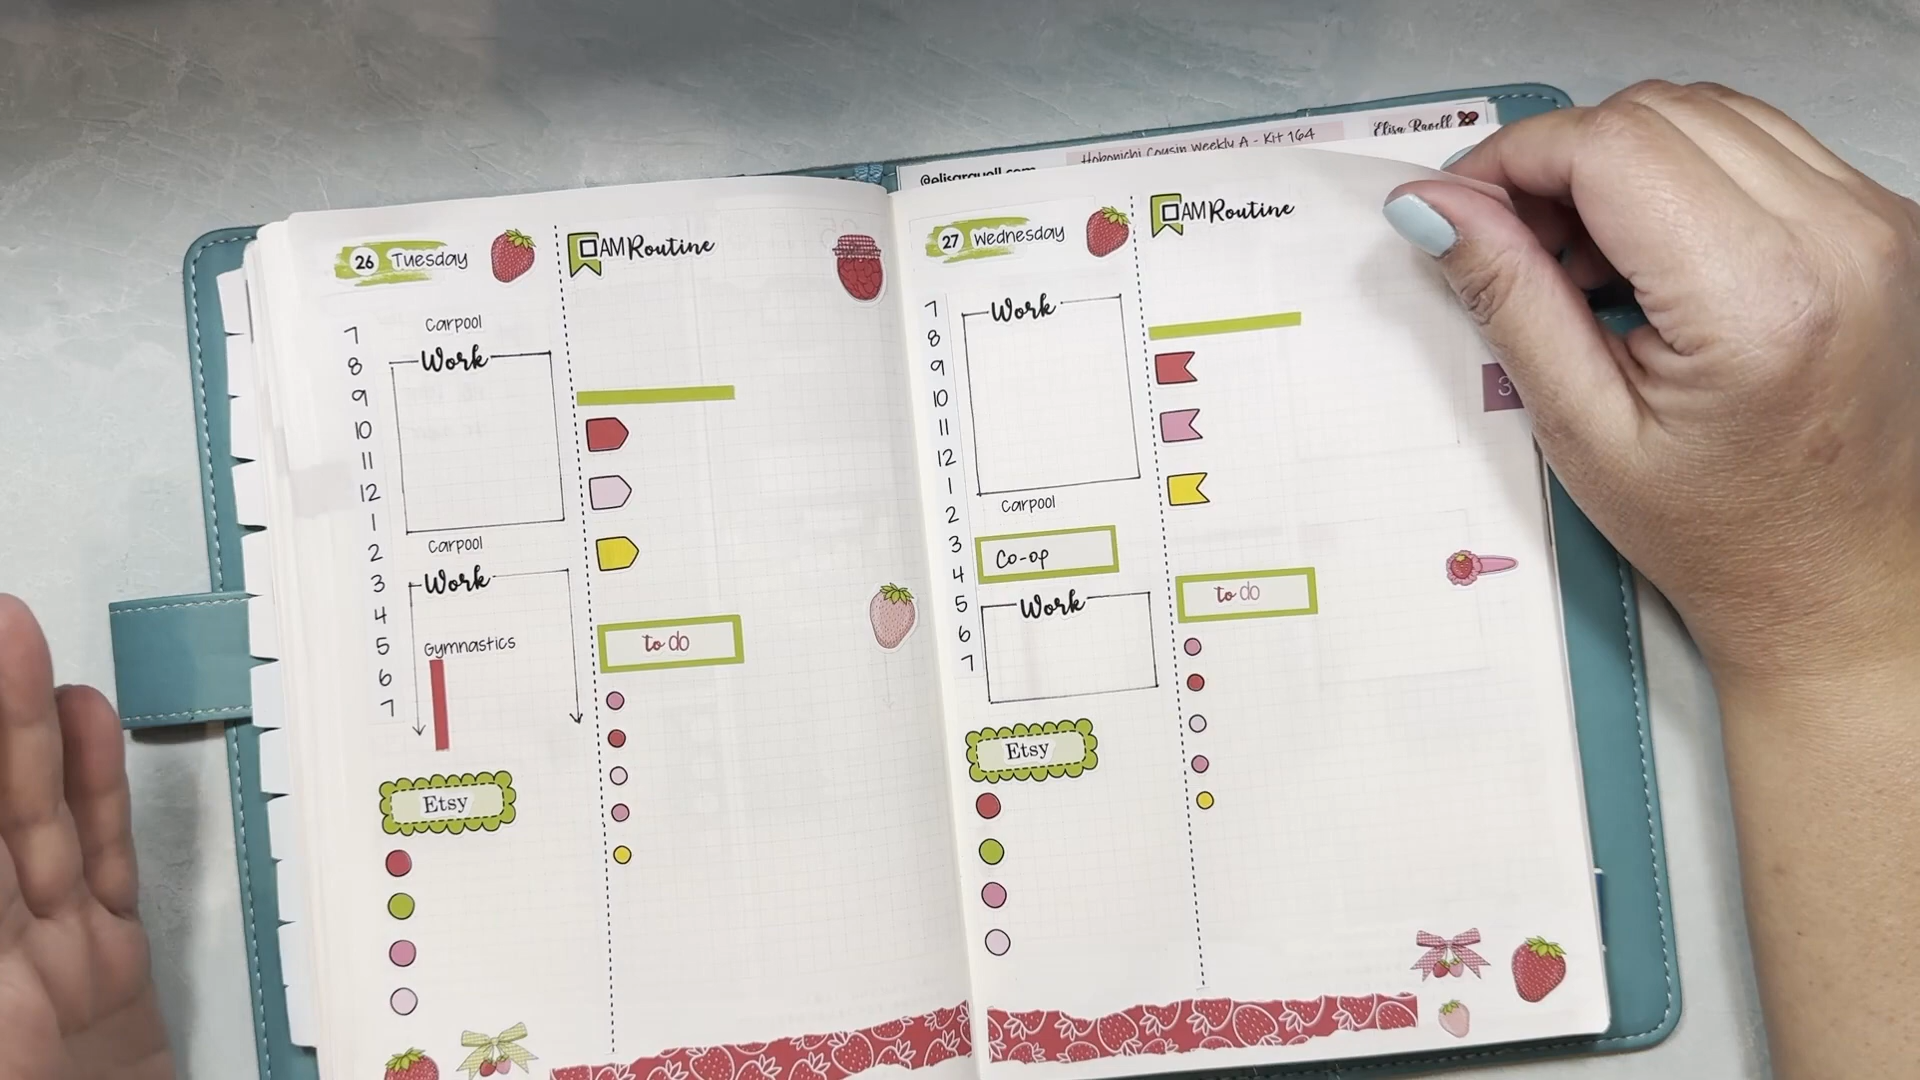 Hobonichi Cousin Weekly A - Kit 164
Elisa Ravell
@elisaravell.com
26 Tuesday
AM Routine
7
Carpool
8
Work
9
10
11
12
1
2
Carpool
3
Work
4
5
Gymnastics
6
7
Etsy
to do
27 Wednesday
AM Routine
7
Work
8
9
10
11
12
1
2
Carpool
3
Co-op
4
5
Work
6
7
Etsy
to do
3